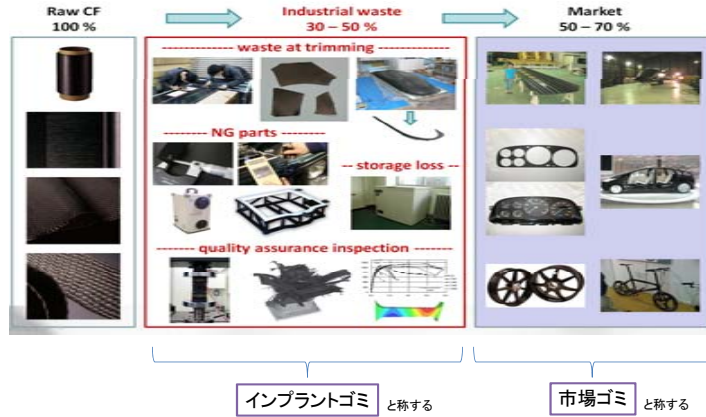 Raw CF
100 %
Industrial waste
30 – 50 %
Market
50 – 70 %
waste at trimming
NG parts
storage loss
quality assurance inspection
インプラントゴミ と称する
市場ゴミ と称する